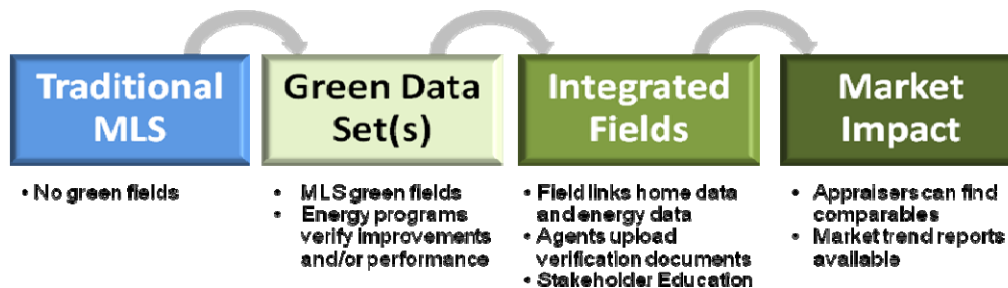 Traditional
MLS
• No green fields
Green Data
Set(s)
• MLS green fields
• Energy programs
verify improvements
and/or performance
Integrated
Fields
• Field links home data
and energy data
• Agents upload
verification documents
• Stakeholder Education
Market
Impact
• Appraisers can find
comparables
• Market trend reports
available